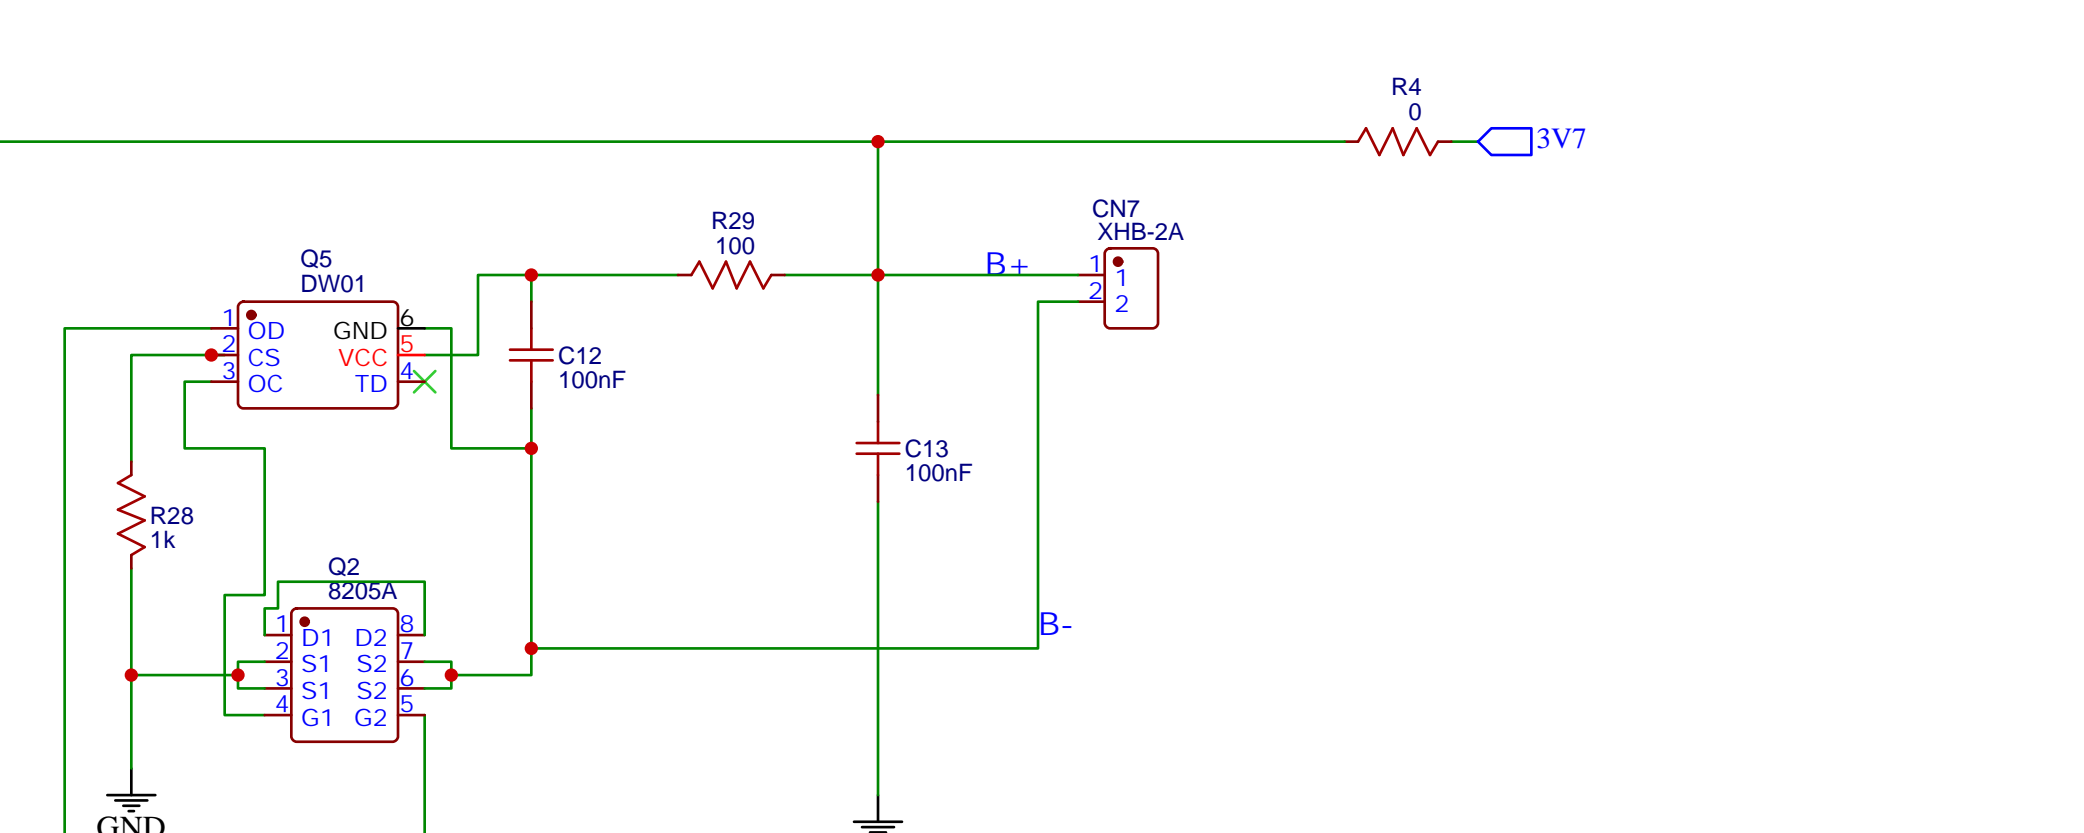 R4
0
3V7
CN7
XHB-2A
R29
100
B+
1
1
2
2
Q5
DW01
1
OD
GND
6
2
CS
VCC
5
3
OC
TD
4
C12
100nF
C13
100nF
R28
1k
Q2
8205A
B-
1
D1
D2
8
2
S1
S2
7
3
S1
S2
6
4
G1
G2
5
GND